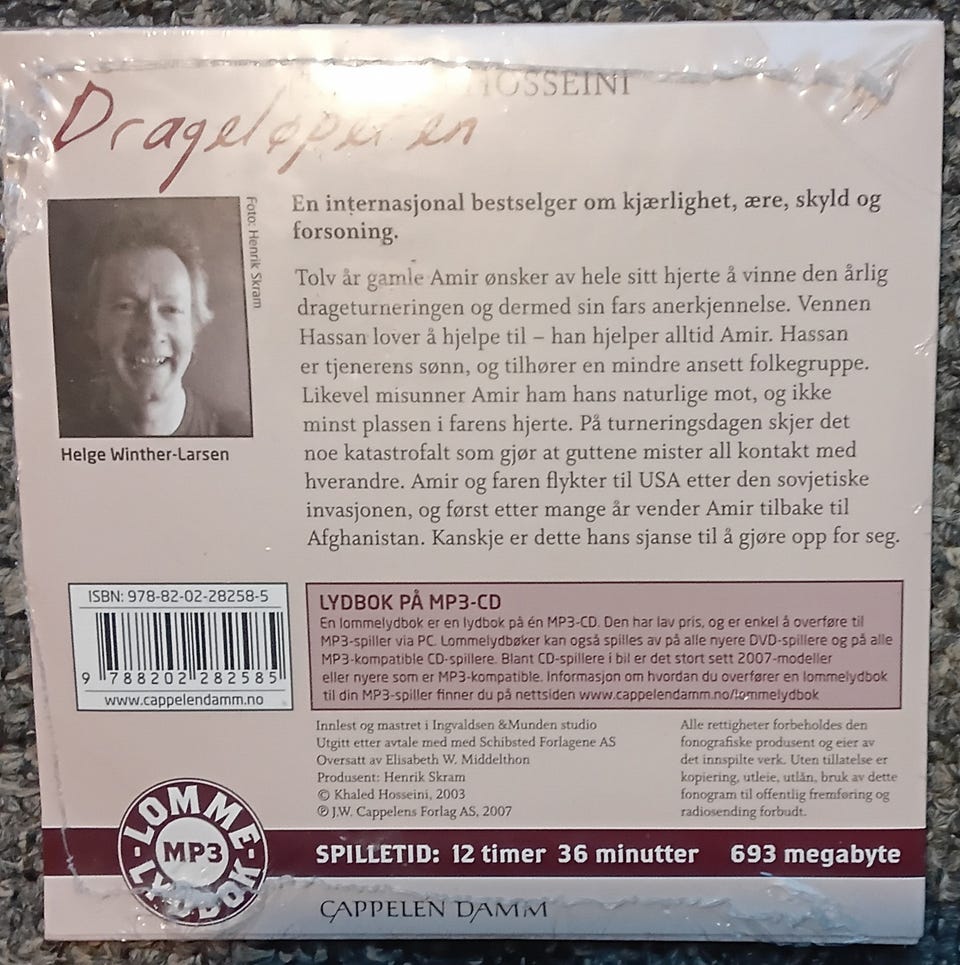 HOSSEINI
Drageløperen
Foto: Henrik Skram
Helge Winther-Larsen
En internasjonal bestselger om kjærlighet, ære, skyld og
forsoning.
Tolv år gamle Amir ønsker av hele sitt hjerte å vinne den årlig
drageturneringen og dermed sin fars anerkjennelse. Vennen
Hassan lover å hjelpe til – han hjelper alltid Amir. Hassan
er tjenerens sønn, og tilhører en mindre ansett folkegruppe.
Likevel misunner Amir ham hans naturlige mot, og ikke
minst plassen i farens hjerte. På turneringsdagen skjer det
noe katastrofalt som gjør at guttene mister all kontakt med
hverandre. Amir og faren flykter til USA etter den sovjetiske
invasjonen, og først etter mange år vender Amir tilbake til
Afghanistan. Kanskje er dette hans sjanse til å gjøre opp for seg.
ISBN: 978-82-02-28258-5
9 788202 282585
www.cappelendamm.no
LYDBOK PÅ MP3-CD
En lommelydbok er en lydbok på én MP3-CD. Den har lav pris, og er enkel å overføre til
MP3-spiller via PC. Lommelydbøker kan også spilles av på alle nyere DVD-spillere og på alle
MP3-kompatible CD-spillere. Blant CD-spillere i bil er det stort sett 2007-modeller
eller nyere som er MP3-kompatible. Informasjon om hvordan du overfører en lommelydbok
til din MP3-spiller finner du på nettsiden www.cappelendamm.no/lommelydbok
Innlest og mastret i Ingvaldsen &Munden studio
Utgitt etter avtale med med Schibsted Forlagene AS
Oversatt av Elisabeth W. Middelthon
Produsent: Henrik Skram
© Khaled Hosseini, 2003
℗ J.W. Cappelens Forlag AS, 2007
Alle rettigheter forbeholdes den
fonografiske produsent og eier av
det innspilte verk. Uten tillatelse er
kopiering, utleie, utlån, bruk av dette
fonogram til offentlig fremføring og
radiosending forbudt.
LOMME-
MP3
LYDBOK
SPILLETID: 12 timer 36 minutter 693 megabyte
CAPPELEN DAMM